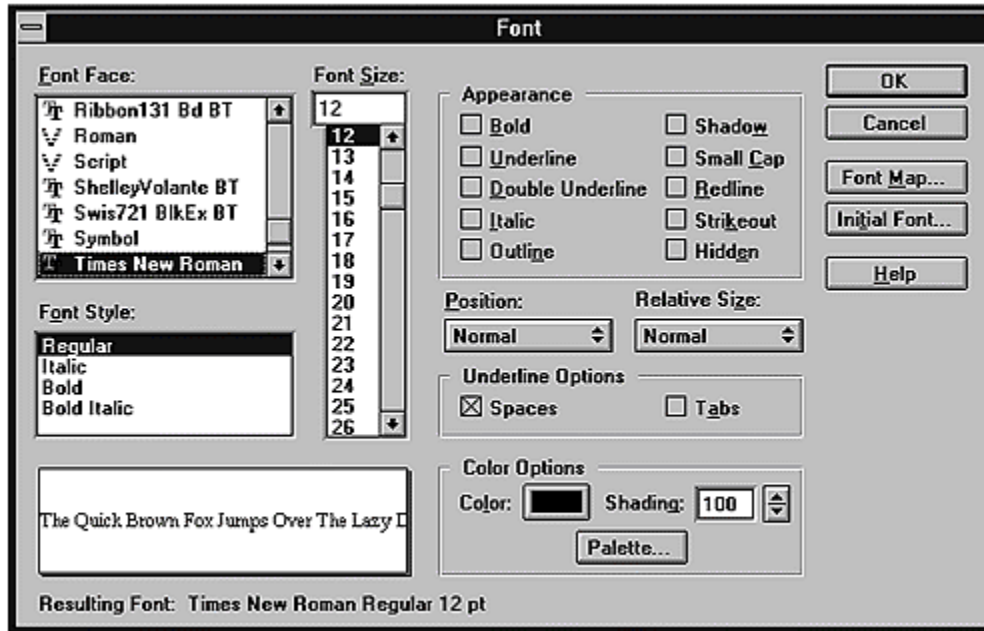 Font
Font Face:
Ribbon131 Bd BT
Roman
Script
ShelleyVolante BT
Swis721 BlkEx BT
Symbol
Times New Roman
Font Size:
12
12
13
14
15
16
17
18
19
20
21
22
23
24
25
26
Font Style:
Regular
Italic
Bold
Bold Italic
The Quick Brown Fox Jumps Over The Lazy D
Resulting Font: Times New Roman Regular 12 pt
Appearance
Bold
Underline
Double Underline
Italic
Outline
Shadow
Small Cap
Redline
Strikeout
Hidden
Position:
Normal
Relative Size:
Normal
Underline Options
Spaces
Tabs
Color Options
Color:
Shading: 100
Palette...
OK
Cancel
Font Map...
Initial Font...
Help